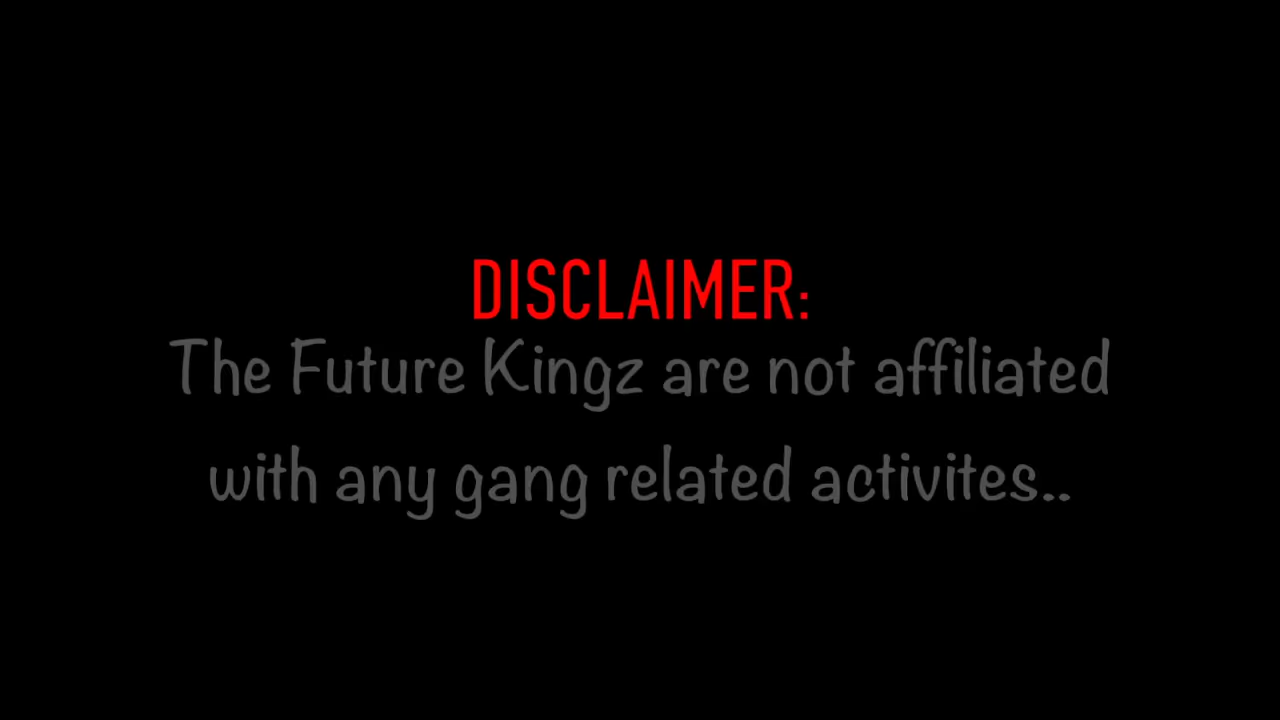 DISCLAIMER:
The Future Kingz are not affiliated
with any gang related activites..